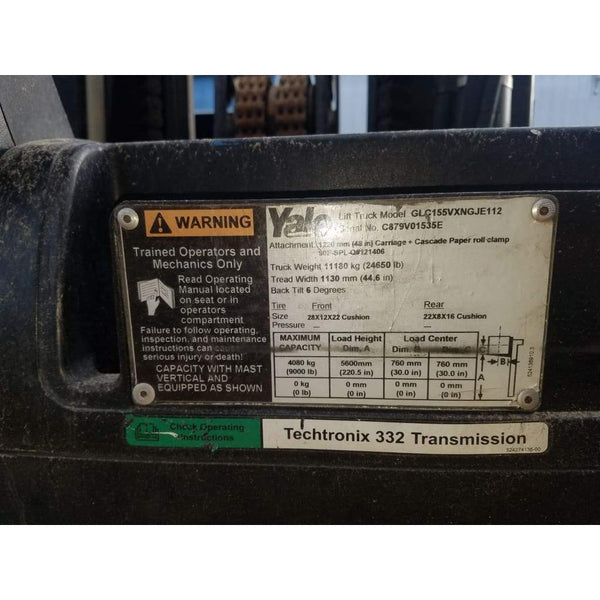 WARNING
Trained Operators and
Mechanics Only
Read Operating
Manual located
on seat or in
operators
compartment
Failure to follow operating,
inspection, and maintenance
instructions can cause
serious injury or death!
CAPACITY WITH MAST
VERTICAL AND
EQUIPPED AS SHOWN
Yale Lift Truck Model GLC155VXNGJE112
Serial No. C879V01535E
Attachment 1220 mm (48 in) Carriage + Cascade Paper roll clamp
Truck Weight 11180 kg (24650 lb)
Tread Width 1130 mm (44.6 in)
Back Tilt 6 Degrees
Tire Front Rear
Size 28X12X22 Cushion 22X8X16 Cushion
Pressure — —
MAXIMUM CAPACITY Load Height Dim. A Load Center Dim. B Dim. C
4080 kg 5600mm 760 mm 760 mm
(9000 lb) (220.5 in) (30.0 in) (30.0 in)
0 kg 0 mm 0 mm 0 mm
(0 lb) (0 in) (0 in) (0 in)
B
A
Check Operating
Instructions
Techtronix 332 Transmission